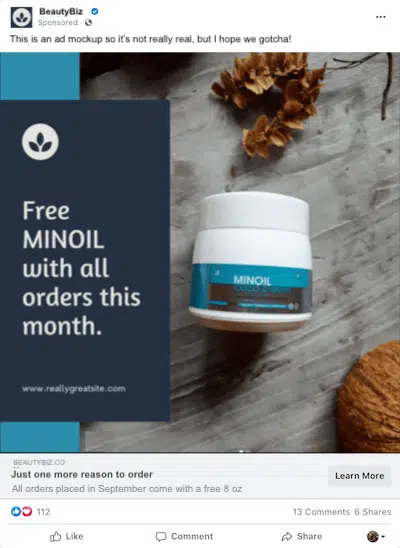 BeautyBiz
Sponsored ·
This is an ad mockup so it's not really real, but I hope we gotcha!
Free
MINOIL
with all
orders this
month.
www.reallygreatsite.com
MINOIL
BEAUTYBIZ.CO
Just one more reason to order
Learn More
All orders placed in September come with a free 8 oz
112
13 Comments 6 Shares
Like
Comment
Share